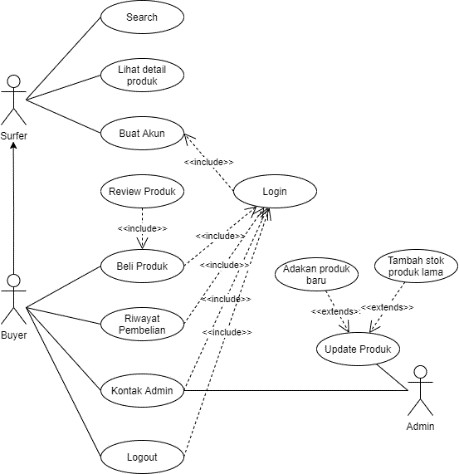 Search
Lihat detail
produk
Surfer
Buat Akun
<<include>>
Review Produk
Login
<<include>>
<<include>>
Beli Produk
<<include>>
Adakan produk
baru
Tambah stok
produk lama
<<include>>
Riwayat
Pembelian
<<extends>>
<<extends>>
Buyer
<<include>>
Update Produk
Kontak Admin
Admin
Logout